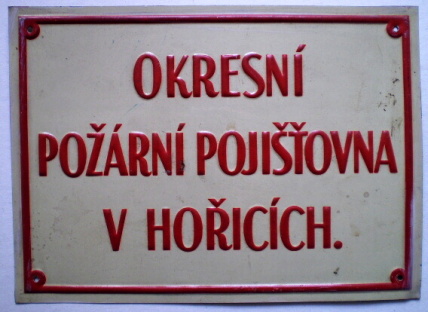 OKRESNÍ
POŽÁRNÍ POJIŠŤOVNA
V HOŘICÍCH.